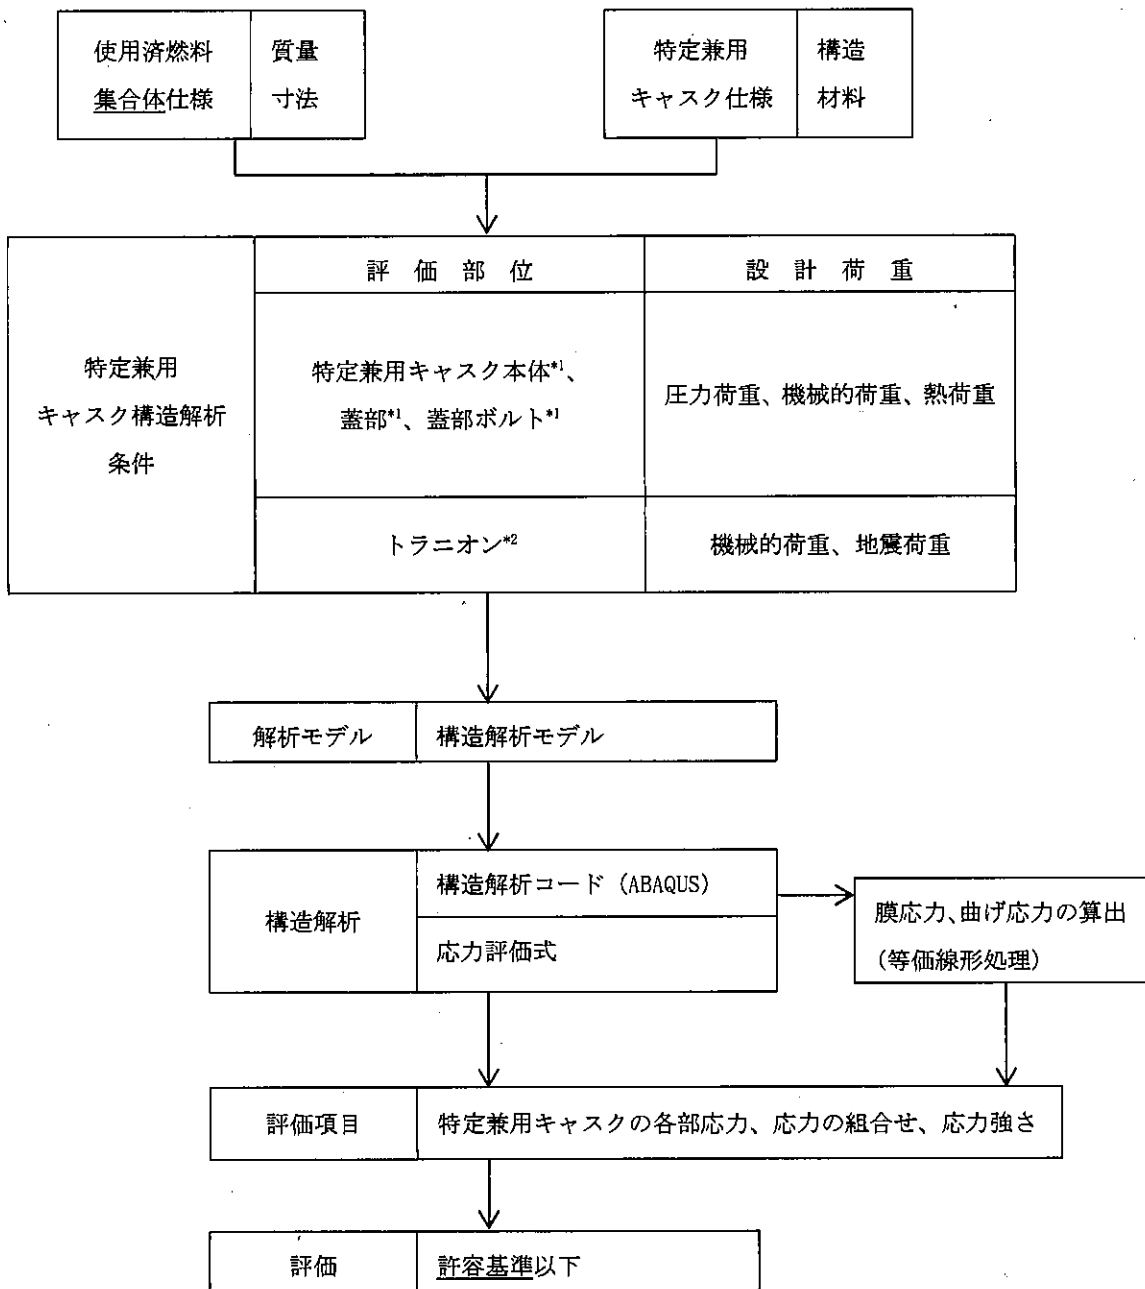 使用済燃料
集合体仕様
質量
寸法
特定兼用
キャスク仕様
構造
材料
評価部位
設計荷重
特定兼用
キャスク構造解析
条件
特定兼用キャスク本体*1、
蓋部*1、蓋部ボルト*1
圧力荷重、機械的荷重、熱荷重
トラニオン*2
機械的荷重、地震荷重
解析モデル
構造解析モデル
構造解析
構造解析コード (ABAQUS)
応力評価式
膜応力、曲げ応力の算出
(等価線形処理)
評価項目
特定兼用キャスクの各部応力、応力の組合せ、応力強さ
評価
許容基準以下